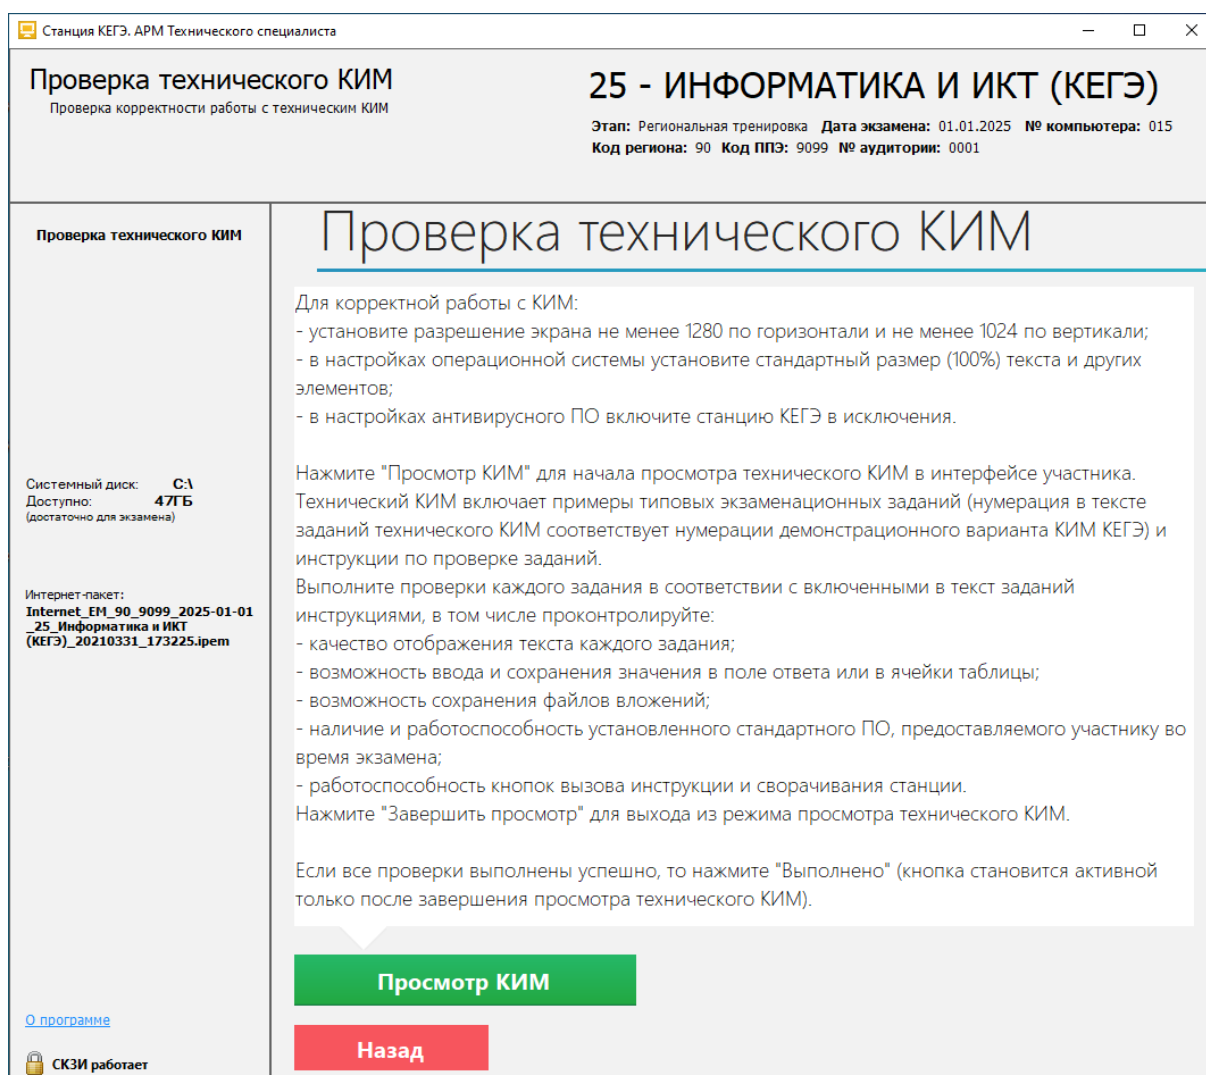 Станция КЕГЭ. АРМ Технического специалиста
Проверка технического КИМ
Проверка корректности работы с техническим КИМ
25 - ИНФОРМАТИКА И ИКТ (КЕГЭ)
Этап: Региональная тренировка Дата экзамена: 01.01.2025 № компьютера: 015
Код региона: 90 Код ППЭ: 9099 № аудитории: 0001
Проверка технического КИМ
Системный диск: C:\
Доступно: 47ГБ
(достаточно для экзамена)
Интернет-пакет:
Internet_EM_90_9099_2025-01-01
_25_Информатика и ИКТ
(КЕГЭ)_20210331_173225.ipem
О программе
СКЗИ работает
Проверка технического КИМ
Для корректной работы с КИМ:
- установите разрешение экрана не менее 1280 по горизонтали и не менее 1024 по вертикали;
- в настройках операционной системы установите стандартный размер (100%) текста и других
элементов;
- в настройках антивирусного ПО включите станцию КЕГЭ в исключения.
Нажмите "Просмотр КИМ" для начала просмотра технического КИМ в интерфейсе участника.
Технический КИМ включает примеры типовых экзаменационных заданий (нумерация в тексте
заданий технического КИМ соответствует нумерации демонстрационного варианта КИМ КЕГЭ) и
инструкции по проверке заданий.
Выполните проверки каждого задания в соответствии с включенными в текст заданий
инструкциями, в том числе проконтролируйте:
- качество отображения текста каждого задания;
- возможность ввода и сохранения значения в поле ответа или в ячейки таблицы;
- возможность сохранения файлов вложений;
- наличие и работоспособность установленного стандартного ПО, предоставляемого участнику во
время экзамена;
- работоспособность кнопок вызова инструкции и сворачивания станции.
Нажмите "Завершить просмотр" для выхода из режима просмотра технического КИМ.
Если все проверки выполнены успешно, то нажмите "Выполнено" (кнопка становится активной
только после завершения просмотра технического КИМ).
Просмотр КИМ
Назад